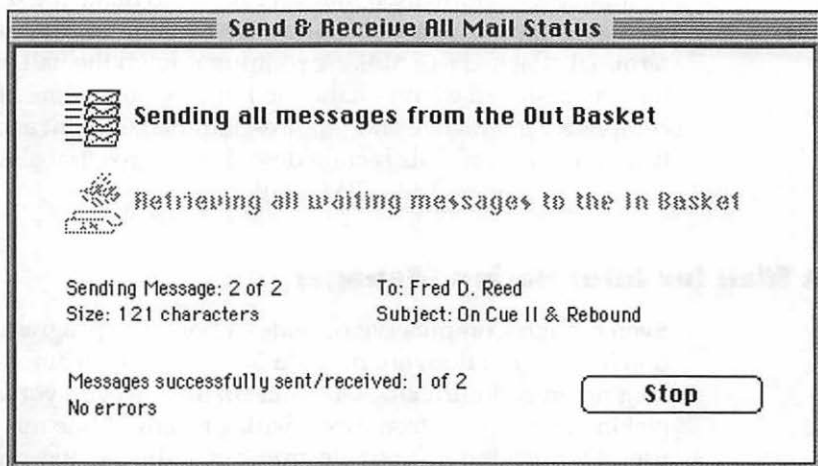 Send & Receive All Mail Status
Sending all messages from the Out Basket
Retrieving all waiting messages to the In Basket
IN
Sending Message: 2 of 2
To: Fred D. Reed
Size: 121 characters
Subject: On Cue II & Rebound
Messages successfully sent/received: 1 of 2
No errors
Stop